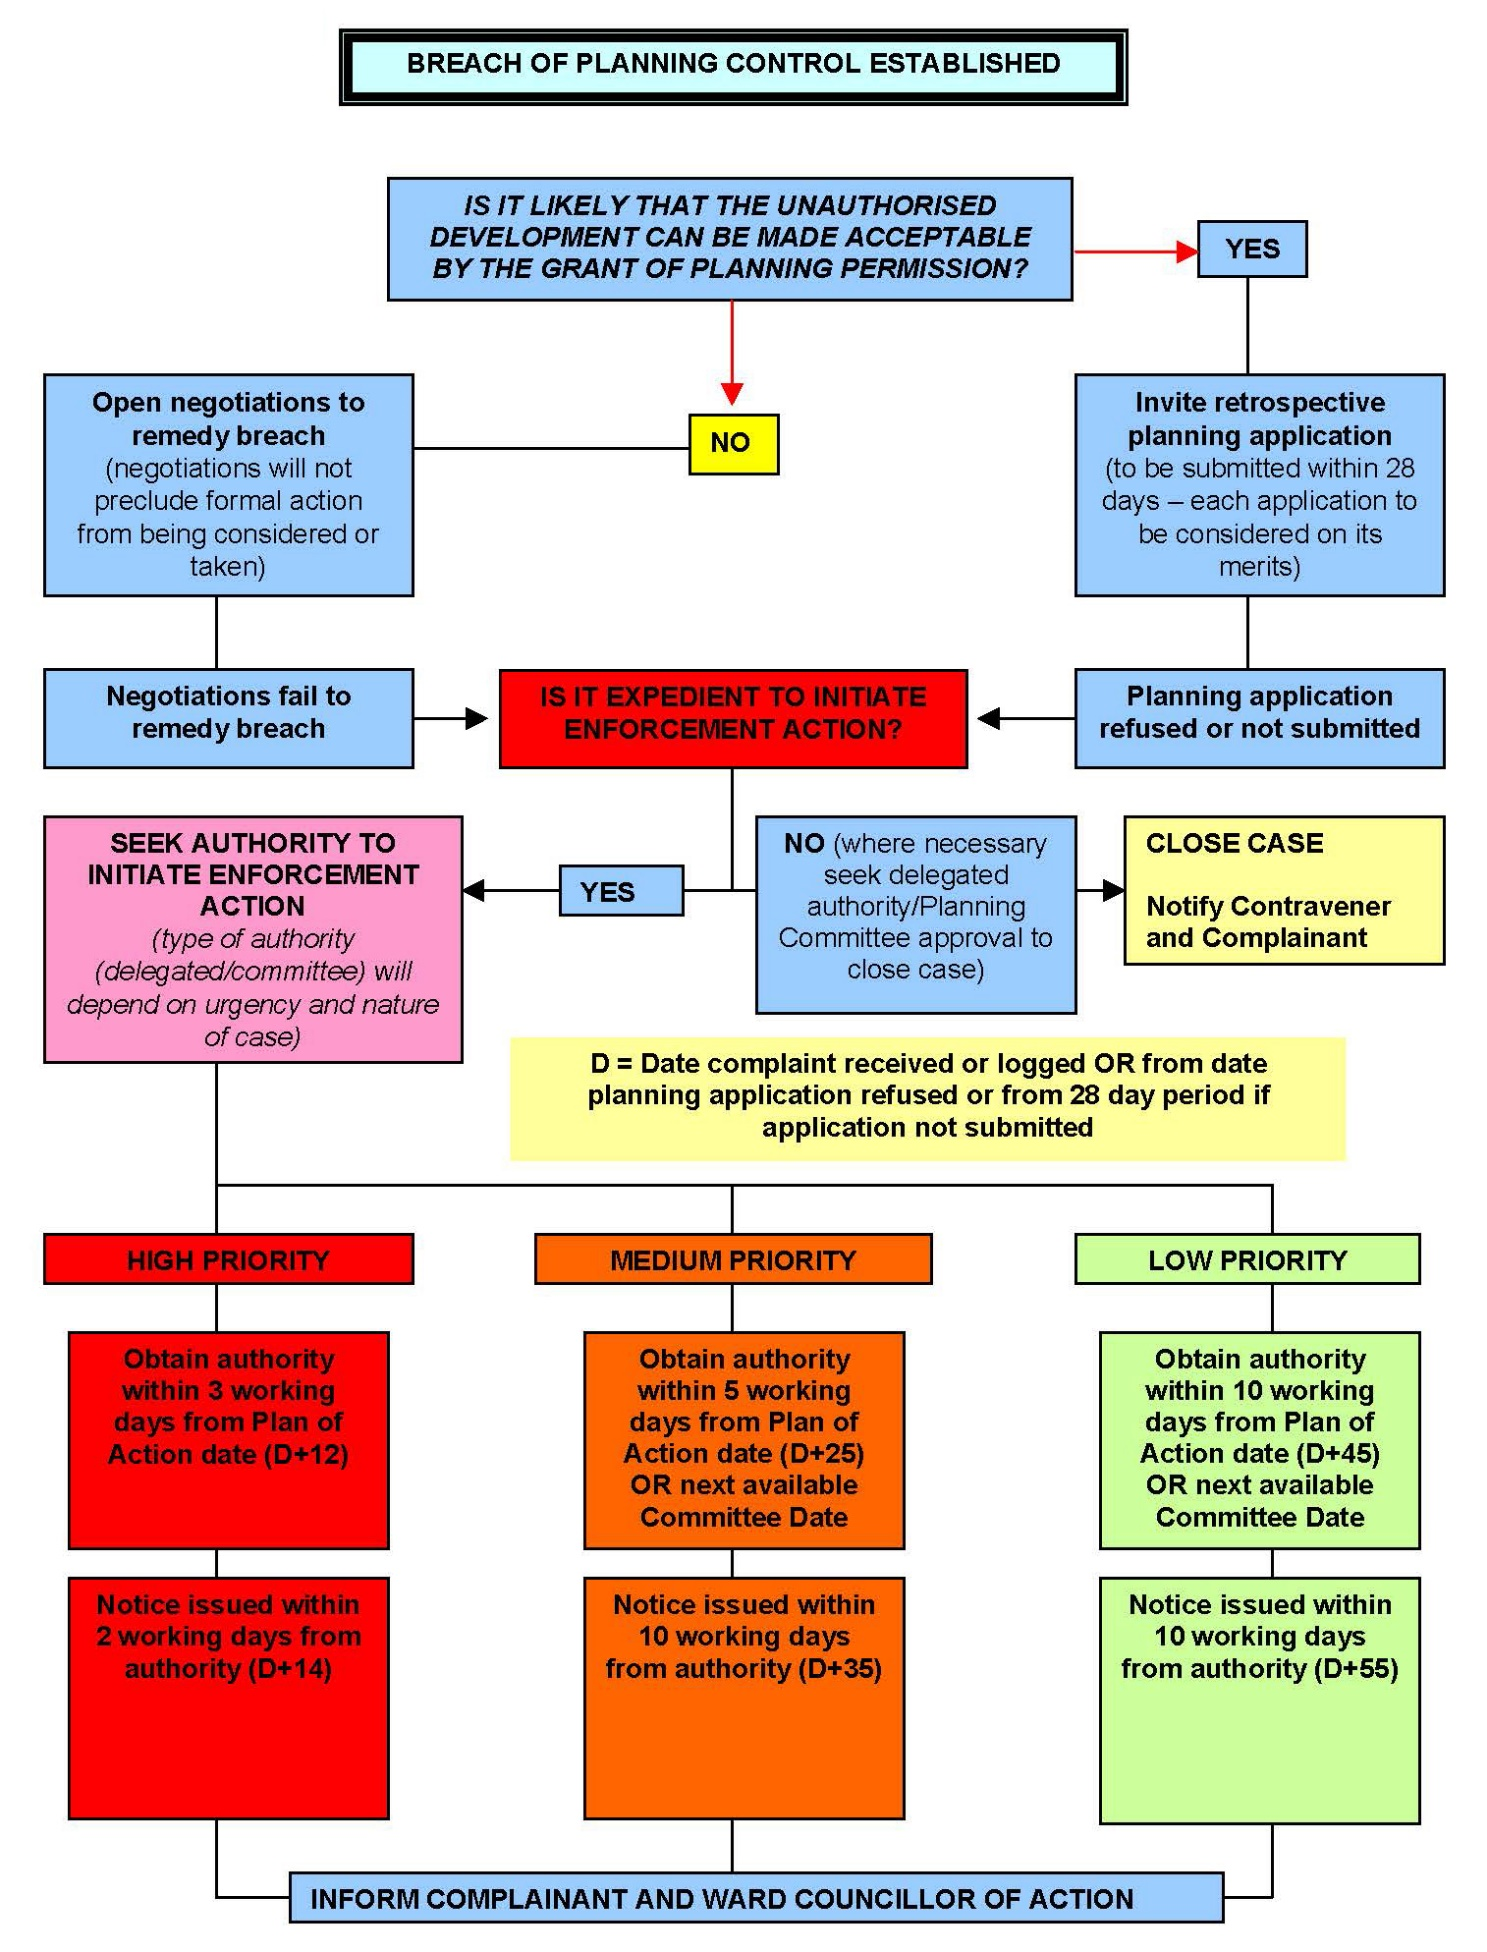 BREACH OF PLANNING CONTROL ESTABLISHED
IS IT LIKELY THAT THE UNAUTHORISED
DEVELOPMENT CAN BE MADE ACCEPTABLE
BY THE GRANT OF PLANNING PERMISSION?
YES
NO
Open negotiations to
remedy breach
(negotiations will not
preclude formal action
from being considered or
taken)
Invite retrospective
planning application
(to be submitted within 28
days – each application to
be considered on its
merits)
Negotiations fail to
remedy breach
IS IT EXPEDIENT TO INITIATE
ENFORCEMENT ACTION?
Planning application
refused or not submitted
SEEK AUTHORITY TO
INITIATE ENFORCEMENT
ACTION
(type of authority
(delegated/committee) will
depend on urgency and nature
of case)
YES
NO (where necessary
seek delegated
authority/Planning
Committee approval to
close case)
CLOSE CASE
Notify Contravener
and Complainant
D = Date complaint received or logged OR from date
planning application refused or from 28 day period if
application not submitted
HIGH PRIORITY
MEDIUM PRIORITY
LOW PRIORITY
Obtain authority
within 3 working
days from Plan of
Action date (D+12)
Obtain authority
within 5 working
days from Plan of
Action date (D+25)
OR next available
Committee Date
Obtain authority
within 10 working
days from Plan of
Action date (D+45)
OR next available
Committee Date
Notice issued within
2 working days from
authority (D+14)
Notice issued within
10 working days
from authority (D+35)
Notice issued within
10 working days
from authority (D+55)
INFORM COMPLAINANT AND WARD COUNCILLOR OF ACTION